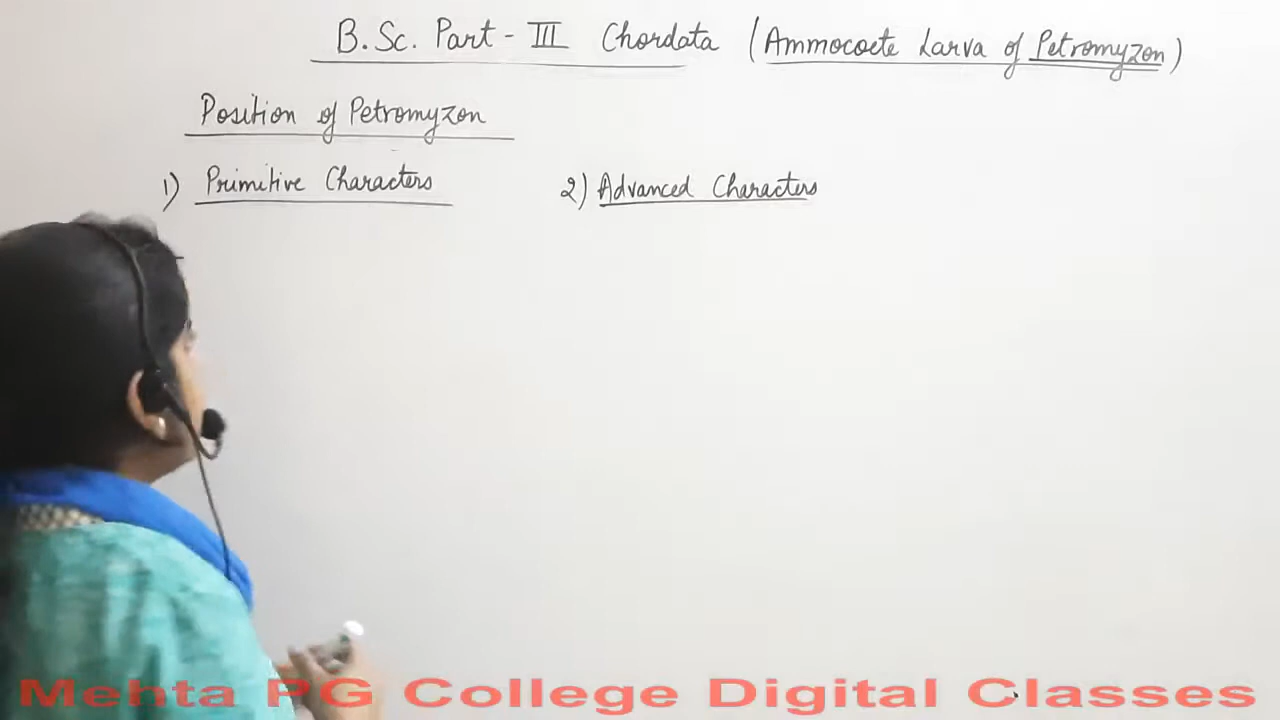 B.Sc. Part - III Chordata (Ammocoete Larva of Petromyzon)
Position of Petromyzon
1) Primitive Characters
2) Advanced Characters
Mehta PG College Digital Classes